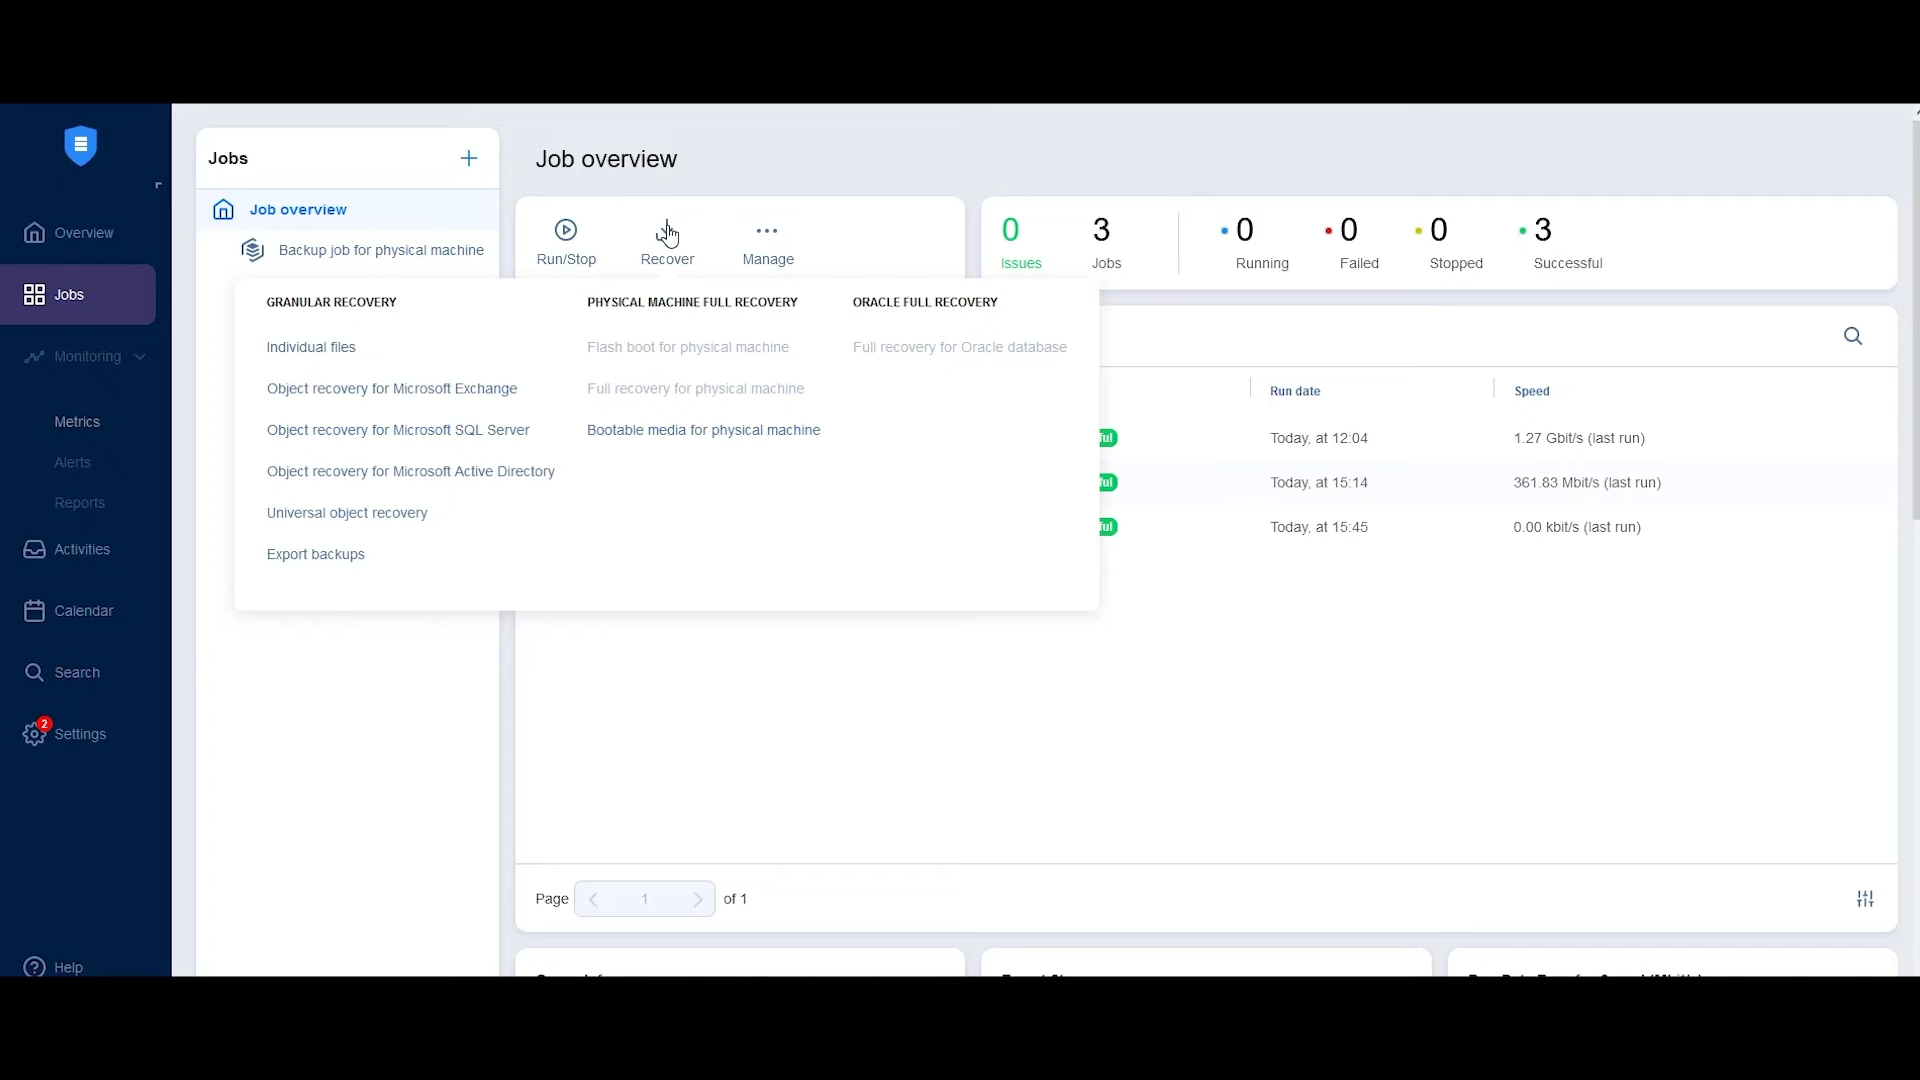 Jobs
Job overview
Backup job for physical machine
Job overview
Run/Stop
Recover
Manage
0
Issues
3
Jobs
0
Running
0
Failed
0
Stopped
3
Successful
Overview
Jobs
Monitoring
Metrics
Alerts
Reports
Activities
Calendar
Search
2
Settings
Help
GRANULAR RECOVERY
Individual files
Object recovery for Microsoft Exchange
Object recovery for Microsoft SQL Server
Object recovery for Microsoft Active Directory
Universal object recovery
Export backups
PHYSICAL MACHINE FULL RECOVERY
Flash boot for physical machine
Full recovery for physical machine
Bootable media for physical machine
ORACLE FULL RECOVERY
Full recovery for Oracle database
Run date
Speed
ful
Today, at 12:04
1.27 Gbit/s (last run)
ful
Today, at 15:14
361.83 Mbit/s (last run)
ful
Today, at 15:45
0.00 kbit/s (last run)
Page
1
of 1